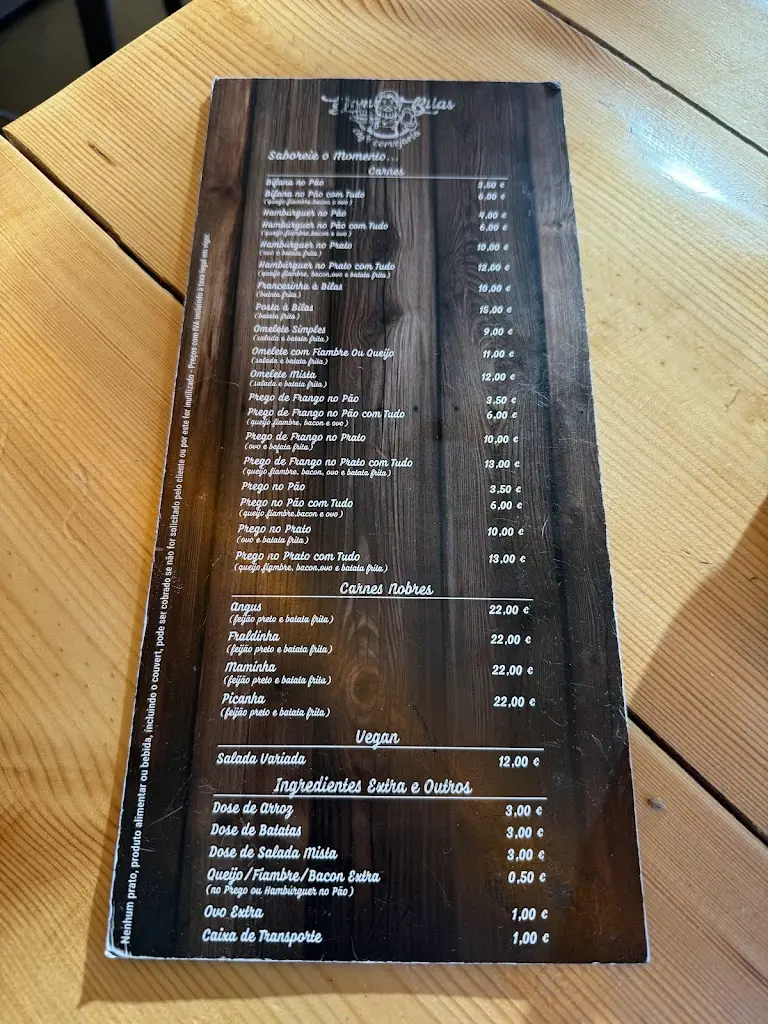 Bilas
cervejaria
Saboreie o Momento...
Carnes
Bifana no Pão 3,50 €
Bifana no Pão com Tudo 6,00 €
(queijo,fiambre,bacon e ovo)
Hambúrguer no Pão 4,00 €
Hambúrguer no Pão com Tudo 6,00 €
(queijo,fiambre,bacon e ovo)
Hambúrguer no Prato 10,00 €
(ovo e batata frita)
Hambúrguer no Prato com Tudo 12,00 €
(queijo,fiambre, bacon,ovo e batata frita)
Francesinha à Bilas 10,00 €
(batata frita)
Posta à Bilas 15,00 €
(batata frita)
Omelete Simples 9,00 €
(salada e batata frita)
Omelete com Fiambre Ou Queijo 11,00 €
(salada e batata frita)
Omelete Mista 12,00 €
(salada e batata frita)
Prego de Frango no Pão 3,50 €
Prego de Frango no Pão com Tudo 6,00 €
(queijo,fiambre, bacon e ovo)
Prego de Frango no Prato 10,00 €
(ovo e batata frita)
Prego de Frango no Prato com Tudo 13,00 €
(queijo,fiambre, bacon, ovo e batata frita)
Prego no Pão 3,50 €
Prego no Pão com Tudo 6,00 €
(queijo,fiambre,bacon e ovo)
Prego no Prato 10,00 €
(ovo e batata frita)
Prego no Prato com Tudo 13,00 €
(queijo,fiambre, bacon,ovo e batata frita)
Carnes Nobres
Angus 22,00 €
(feijão preto e batata frita)
Fraldinha 22,00 €
(feijão preto e batata frita)
Maminha 22,00 €
(feijão preto e batata frita)
Picanha 22,00 €
(feijão preto e batata frita)
Vegan
Salada Variada 12,00 €
Ingredientes Extra e Outros
Dose de Arroz 3,00 €
Dose de Batatas 3,00 €
Dose de Salada Mista 3,00 €
Queijo/Fiambre/Bacon Extra 0,50 €
(no Prego ou Hambúrguer no Pão)
Ovo Extra 1,00 €
Caixa de Transporte 1,00 €
Nenhum prato, produto alimentar ou bebida, incluindo o couvert, pode ser cobrado se não for solicitado pelo cliente ou por este for inutilizado - Preços com IVA incluindo à taxa legal em vigor.